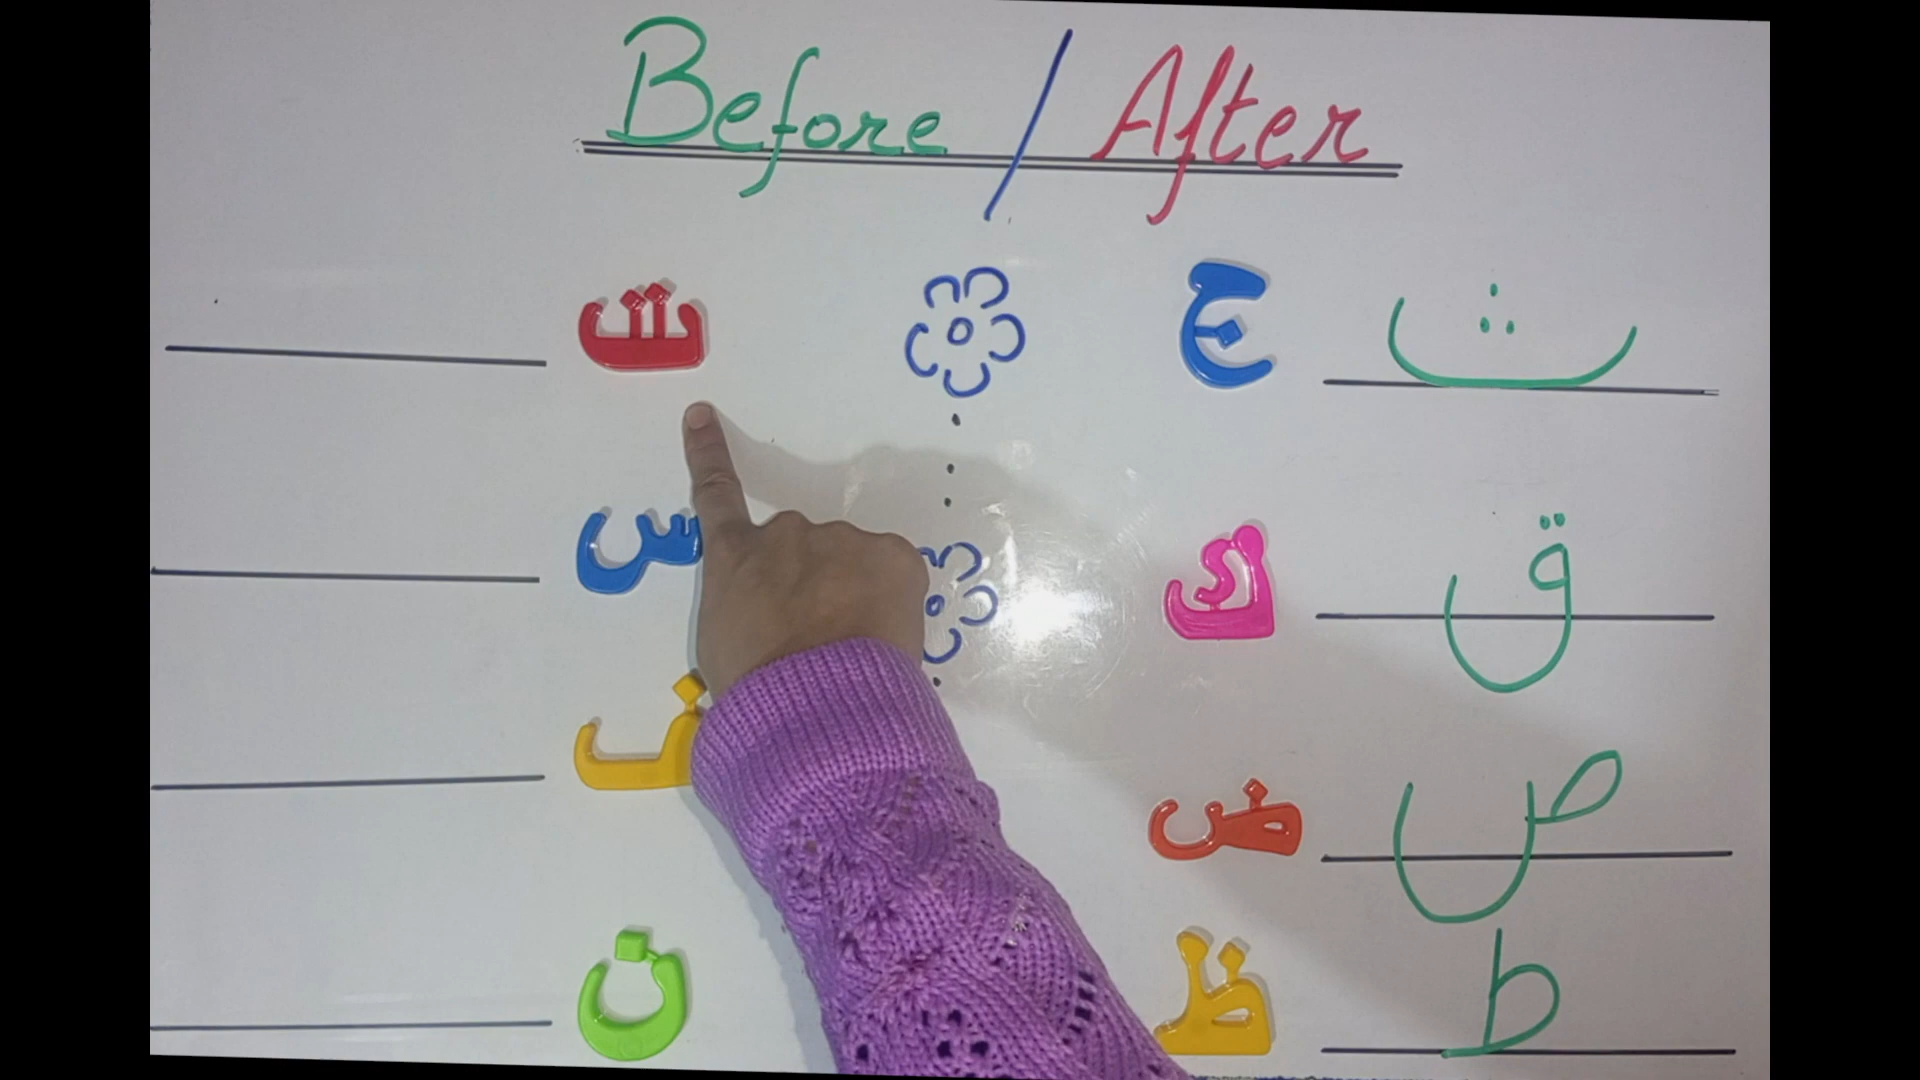 Before / After
ث ج ت
ق ك س
ص ض ف
ط ظ ن